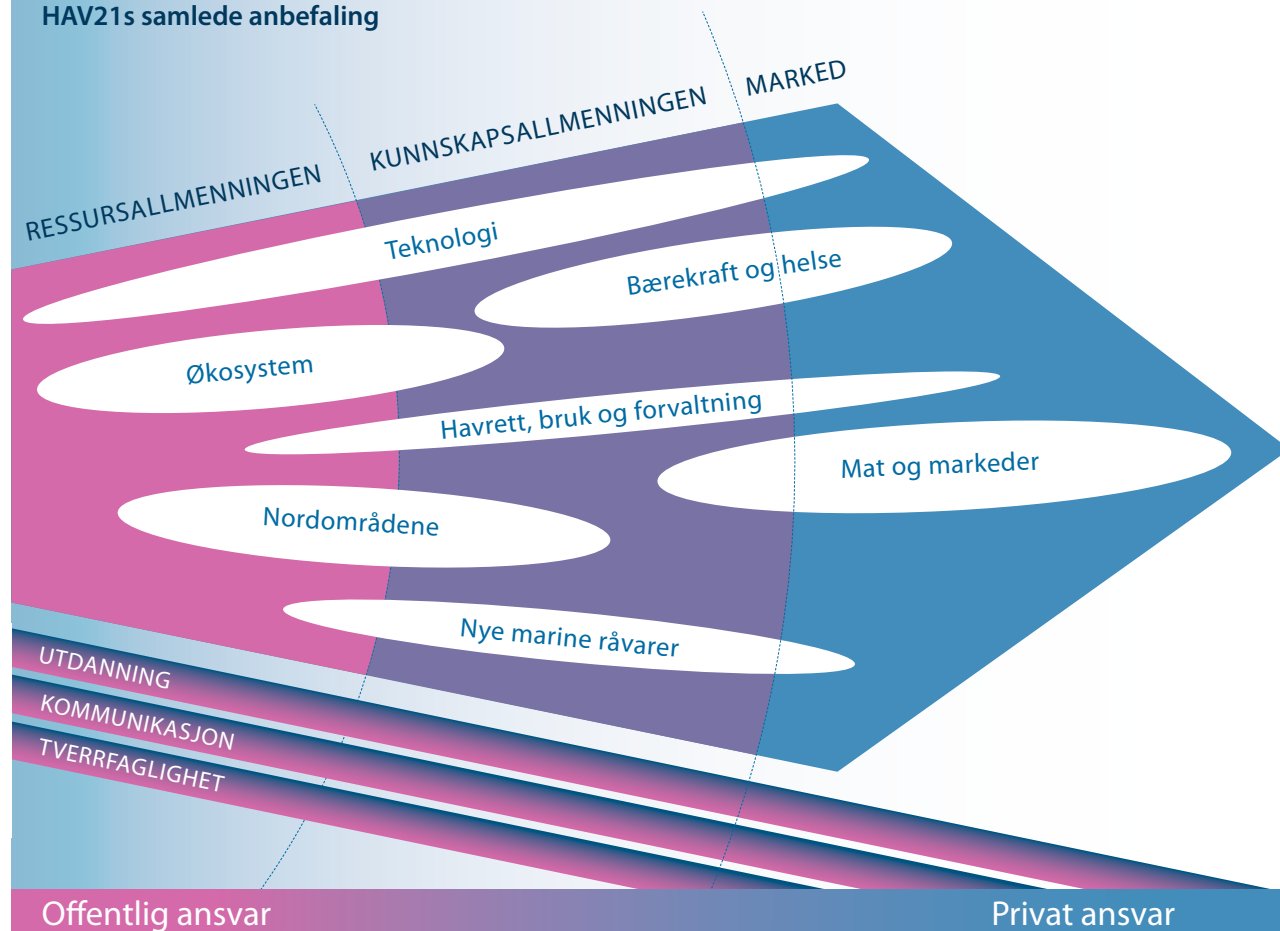 HAV21s samlede anbefaling
RESSURSALLMENNINGEN
KUNNSKAPSALLMENNINGEN
MARKED
Teknologi
Bærekraft og helse
Økosystem
Havrett, bruk og forvaltning
Mat og markeder
Nordområdene
Nye marine råvarer
UTDANNING
KOMMUNIKASJON
TVERRFAGLIGHET
Offentlig ansvar
Privat ansvar